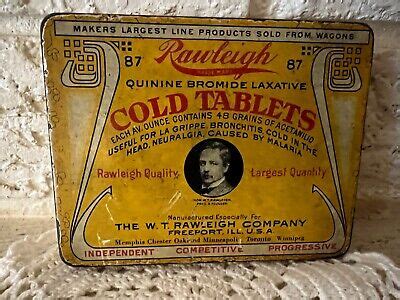 MAKERS LARGEST LINE PRODUCTS SOLD FROM WAGONS
87 Rawleigh 87
TRADE MARK
QUININE BROMIDE LAXATIVE
COLD TABLETS
EACH AV. OUNCE CONTAINS 48 GRAINS OF ACETANILID
USEFUL FOR LA GRIPPE, BRONCHITIS, COLD IN THE
HEAD, NEURALGIA, CAUSED BY MALARIA.
Rawleigh Quality, Largest Quantity
Manufactured Especially For
THE W. T. RAWLEIGH COMPANY
FREEPORT, ILL. U.S.A.
Memphis Chester Oakland Minneapolis Toronto Winnipeg
INDEPENDENT COMPETITIVE PROGRESSIVE